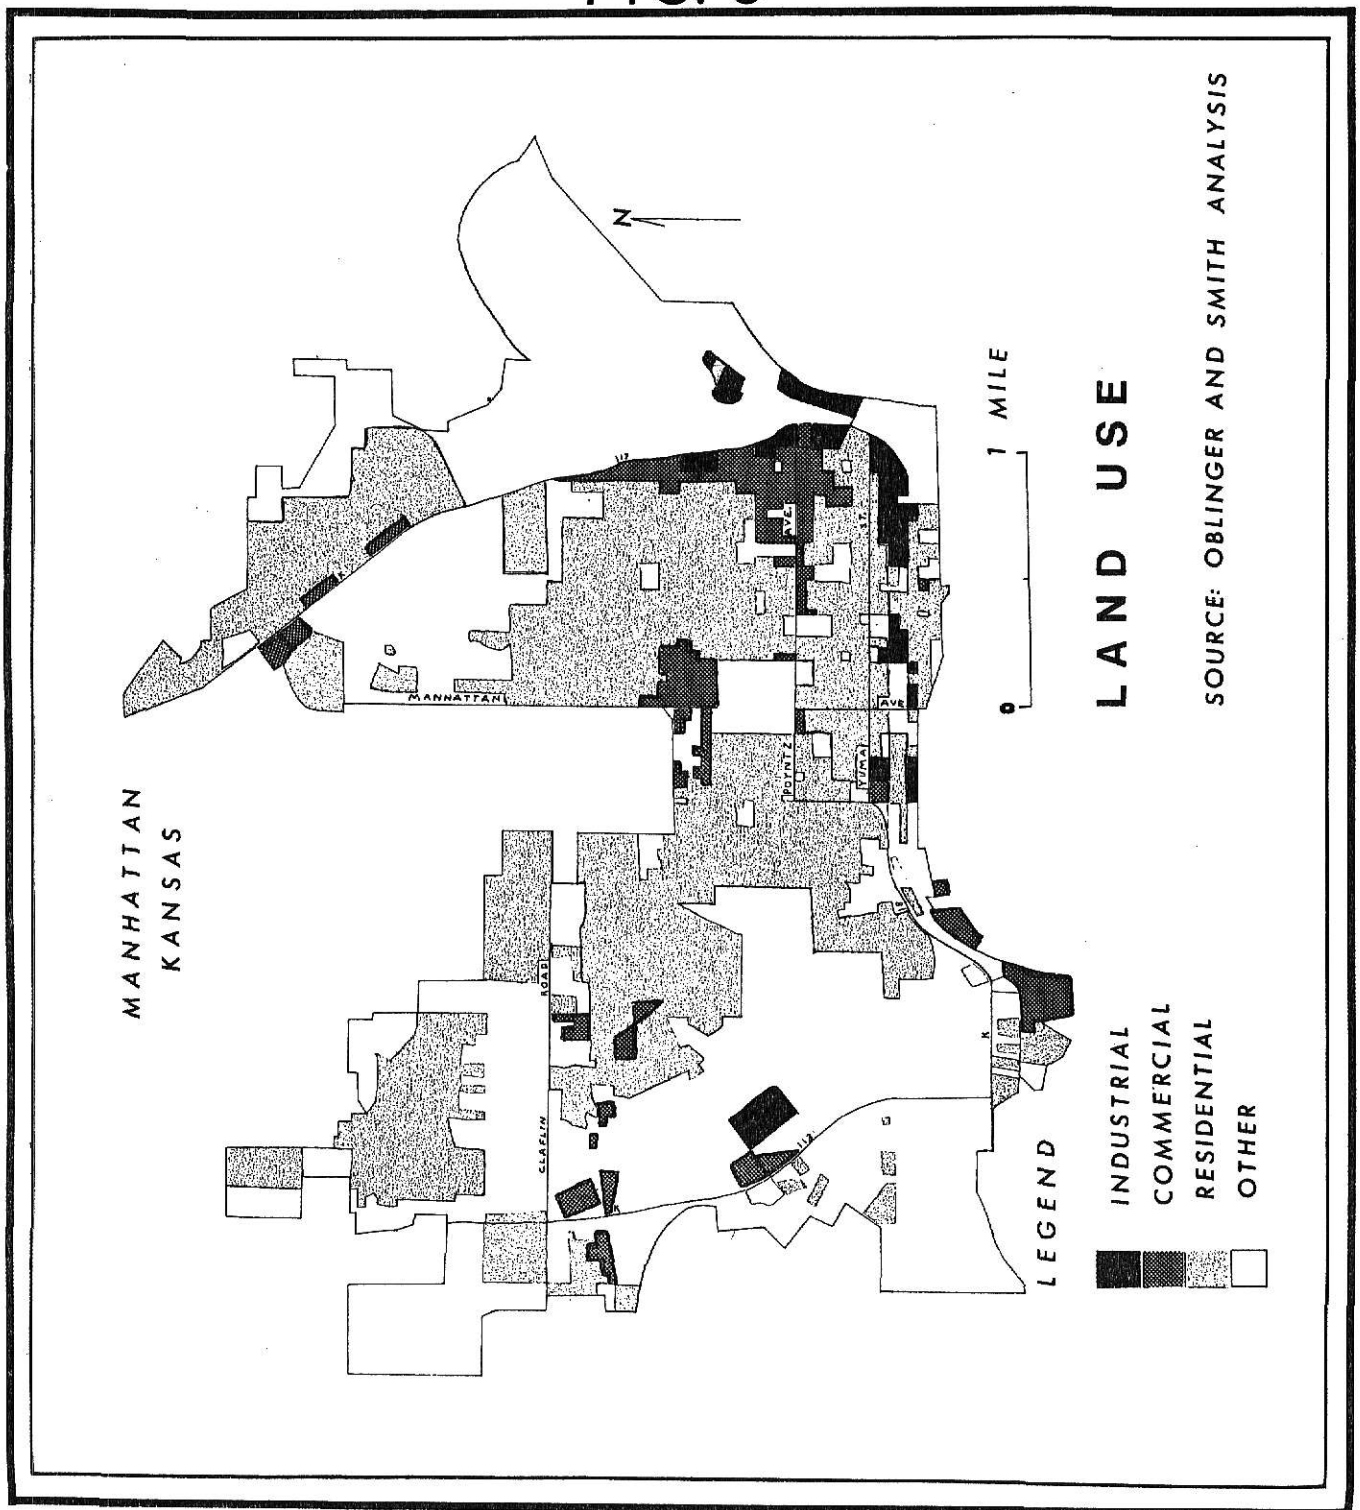 MANHATTAN
KANSAS
N
117
K
MANHATTAN
AVE.
ST.
AVE
POYNTZ
YUMA
ROAD
CLAFLIN
K
18
K
113
0
1 MILE
LEGEND
INDUSTRIAL
COMMERCIAL
RESIDENTIAL
OTHER
LAND USE
SOURCE: OBLINGER AND SMITH ANALYSIS